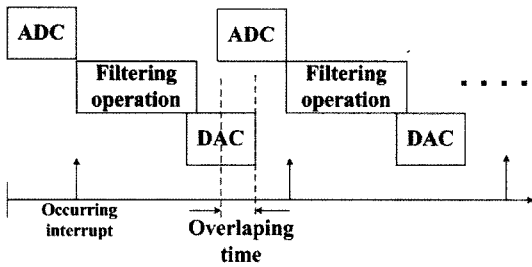 ADC
ADC
Filtering
operation
Filtering
operation
DAC
DAC
Occurring
interrupt
Overlaping
time